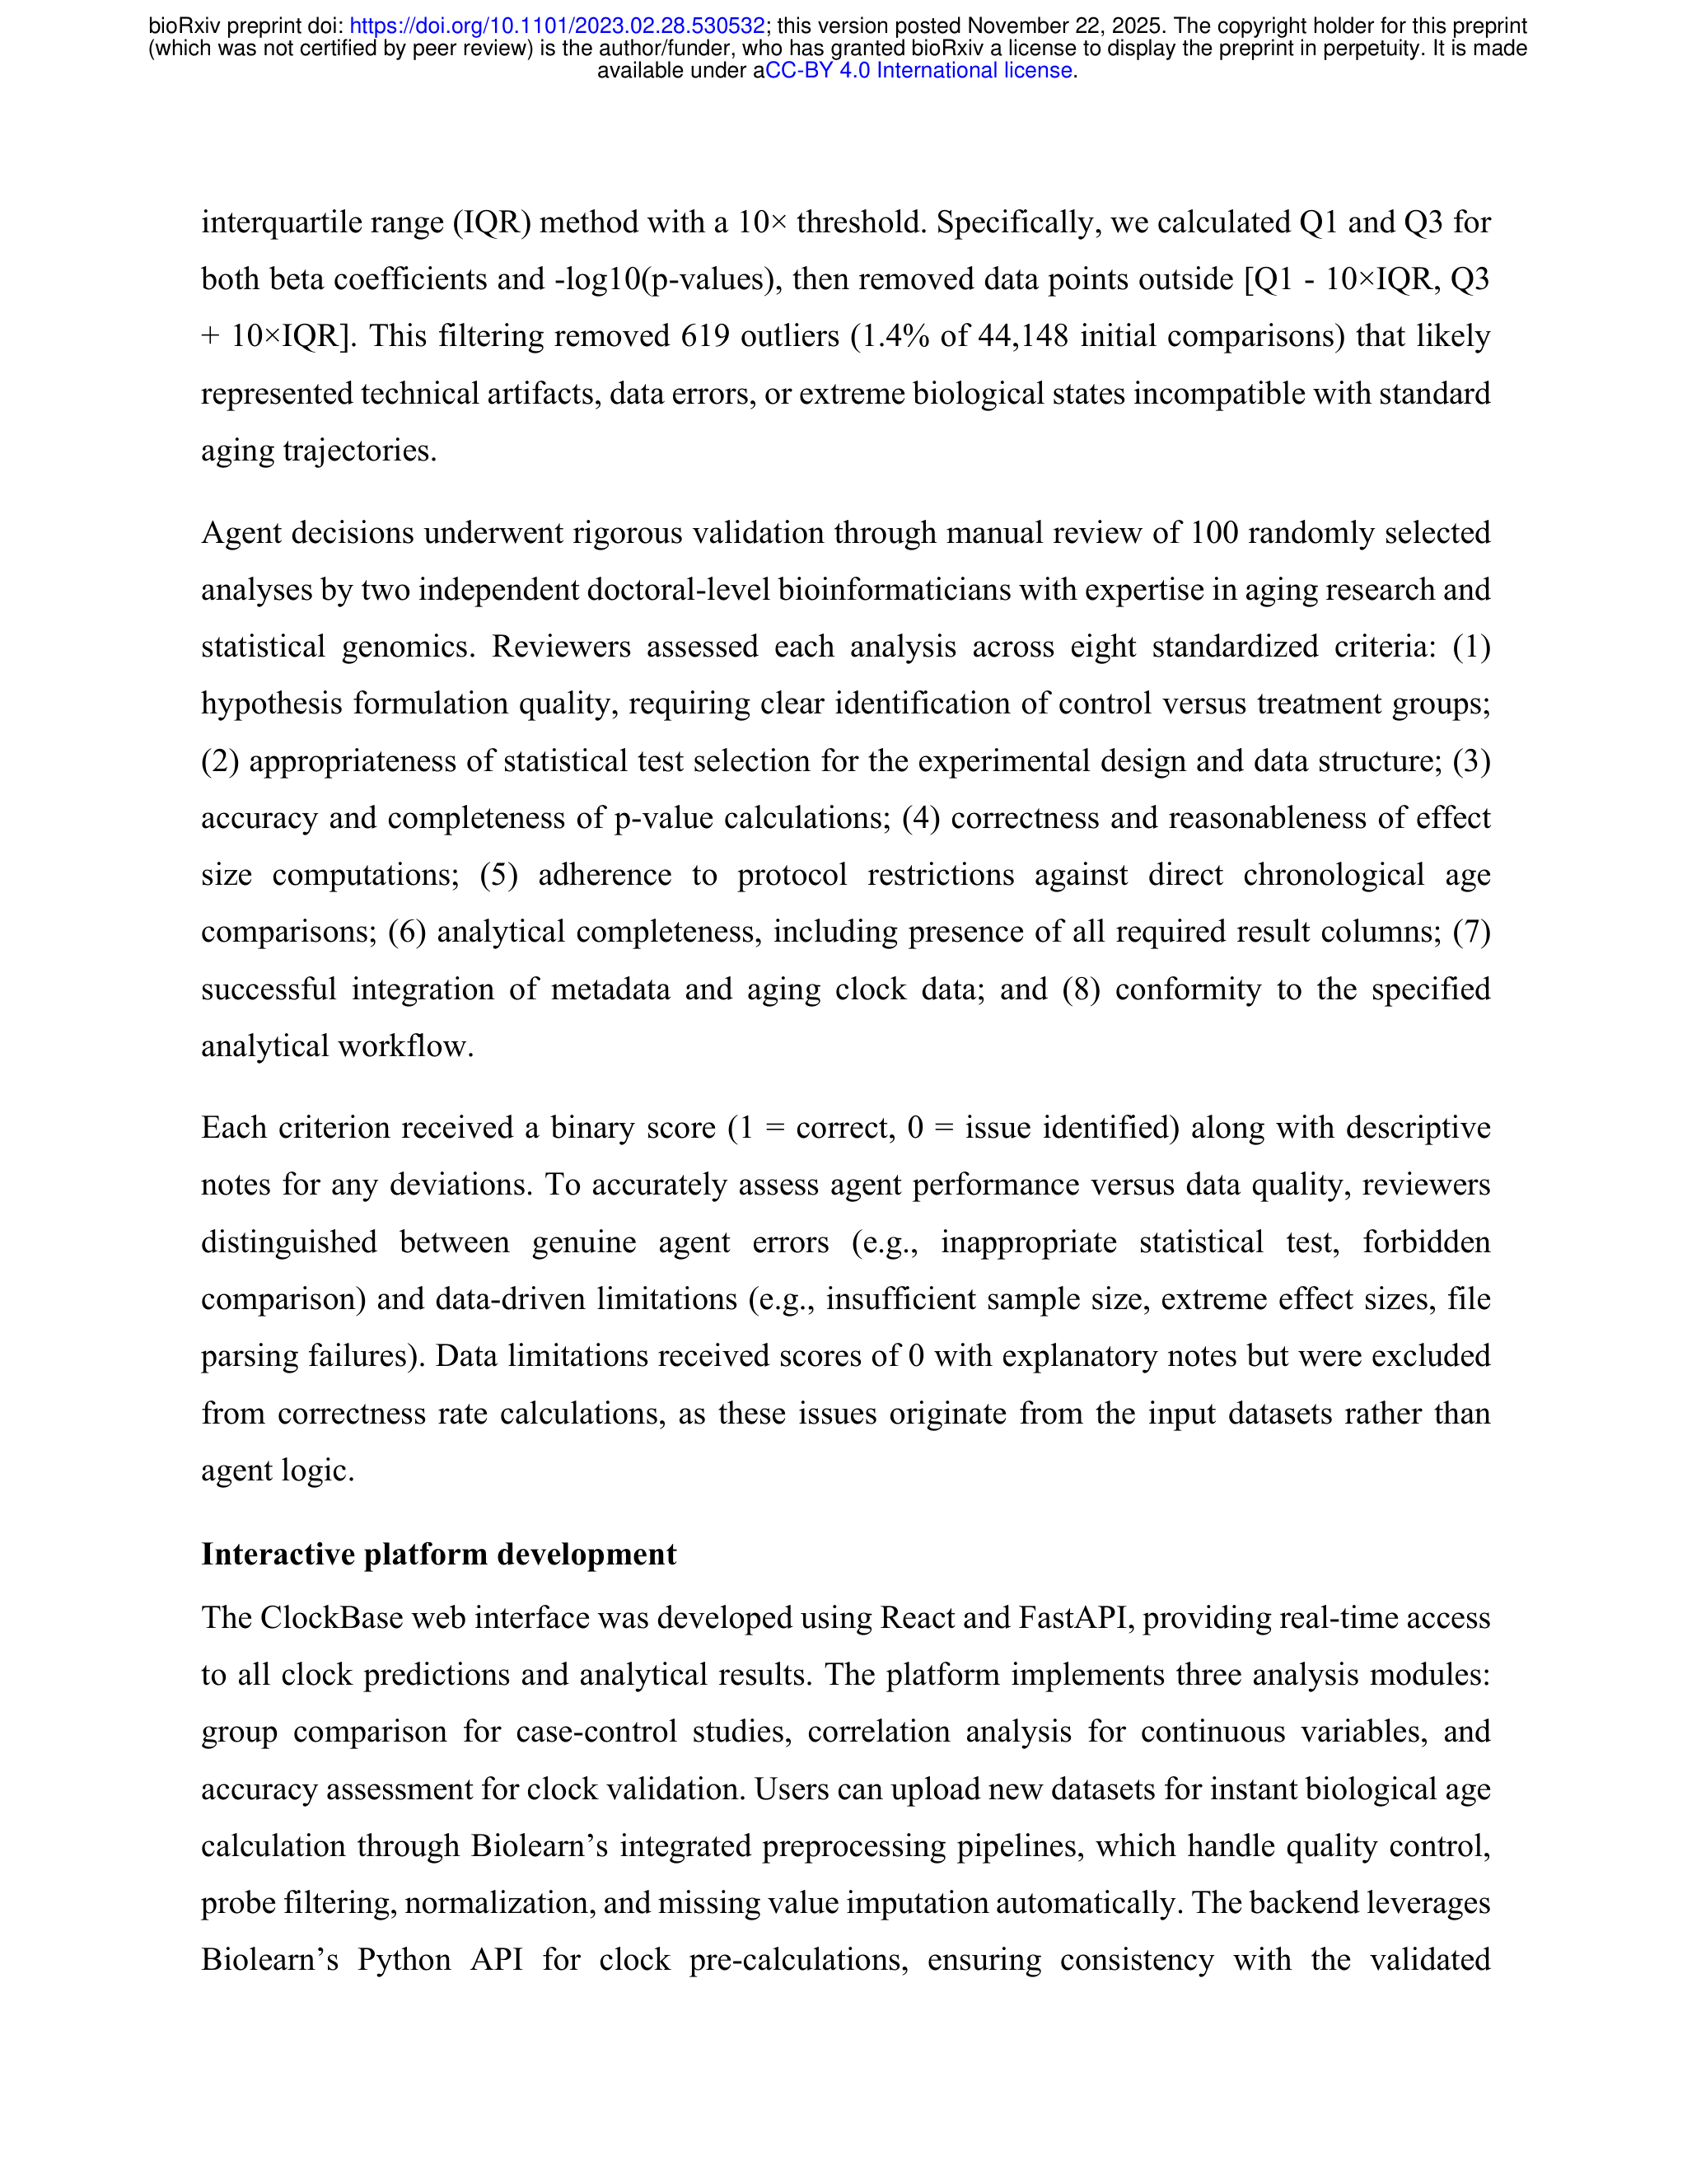 bioRxiv preprint doi: https://doi.org/10.1101/2023.02.28.530532; this version posted November 22, 2025. The copyright holder for this preprint
(which was not certified by peer review) is the author/funder, who has granted bioRxiv a license to display the preprint in perpetuity. It is made
available under aCC-BY 4.0 International license.
interquartile range (IQR) method with a 10× threshold. Specifically, we calculated Q1 and Q3 for
both beta coefficients and -log10(p-values), then removed data points outside [Q1 - 10×IQR, Q3
+ 10×IQR]. This filtering removed 619 outliers (1.4% of 44,148 initial comparisons) that likely
represented technical artifacts, data errors, or extreme biological states incompatible with standard
aging trajectories.
Agent decisions underwent rigorous validation through manual review of 100 randomly selected
analyses by two independent doctoral-level bioinformaticians with expertise in aging research and
statistical genomics. Reviewers assessed each analysis across eight standardized criteria: (1)
hypothesis formulation quality, requiring clear identification of control versus treatment groups;
(2) appropriateness of statistical test selection for the experimental design and data structure; (3)
accuracy and completeness of p-value calculations; (4) correctness and reasonableness of effect
size computations; (5) adherence to protocol restrictions against direct chronological age
comparisons; (6) analytical completeness, including presence of all required result columns; (7)
successful integration of metadata and aging clock data; and (8) conformity to the specified
analytical workflow.
Each criterion received a binary score (1 = correct, 0 = issue identified) along with descriptive
notes for any deviations. To accurately assess agent performance versus data quality, reviewers
distinguished between genuine agent errors (e.g., inappropriate statistical test, forbidden
comparison) and data-driven limitations (e.g., insufficient sample size, extreme effect sizes, file
parsing failures). Data limitations received scores of 0 with explanatory notes but were excluded
from correctness rate calculations, as these issues originate from the input datasets rather than
agent logic.
Interactive platform development
The ClockBase web interface was developed using React and FastAPI, providing real-time access
to all clock predictions and analytical results. The platform implements three analysis modules:
group comparison for case-control studies, correlation analysis for continuous variables, and
accuracy assessment for clock validation. Users can upload new datasets for instant biological age
calculation through Biolearn’s integrated preprocessing pipelines, which handle quality control,
probe filtering, normalization, and missing value imputation automatically. The backend leverages
Biolearn’s Python API for clock pre-calculations, ensuring consistency with the validated